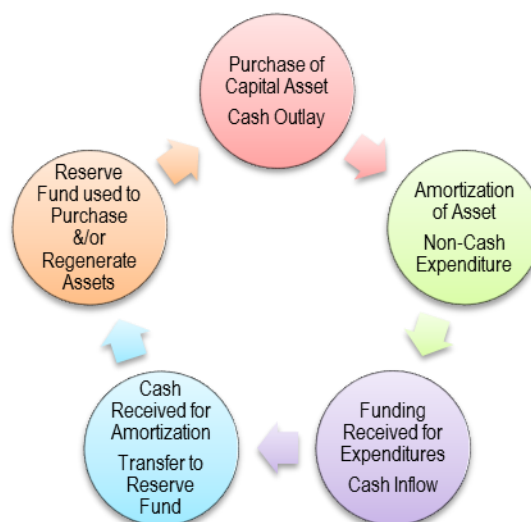 Purchase of
Capital Asset
Cash Outlay
Amortization
of Asset
Non-Cash
Expenditure
Funding
Received for
Expenditures
Cash Inflow
Cash
Received for
Amortization
Transfer to
Reserve
Fund
Reserve
Fund used to
Purchase
&/or
Regenerate
Assets